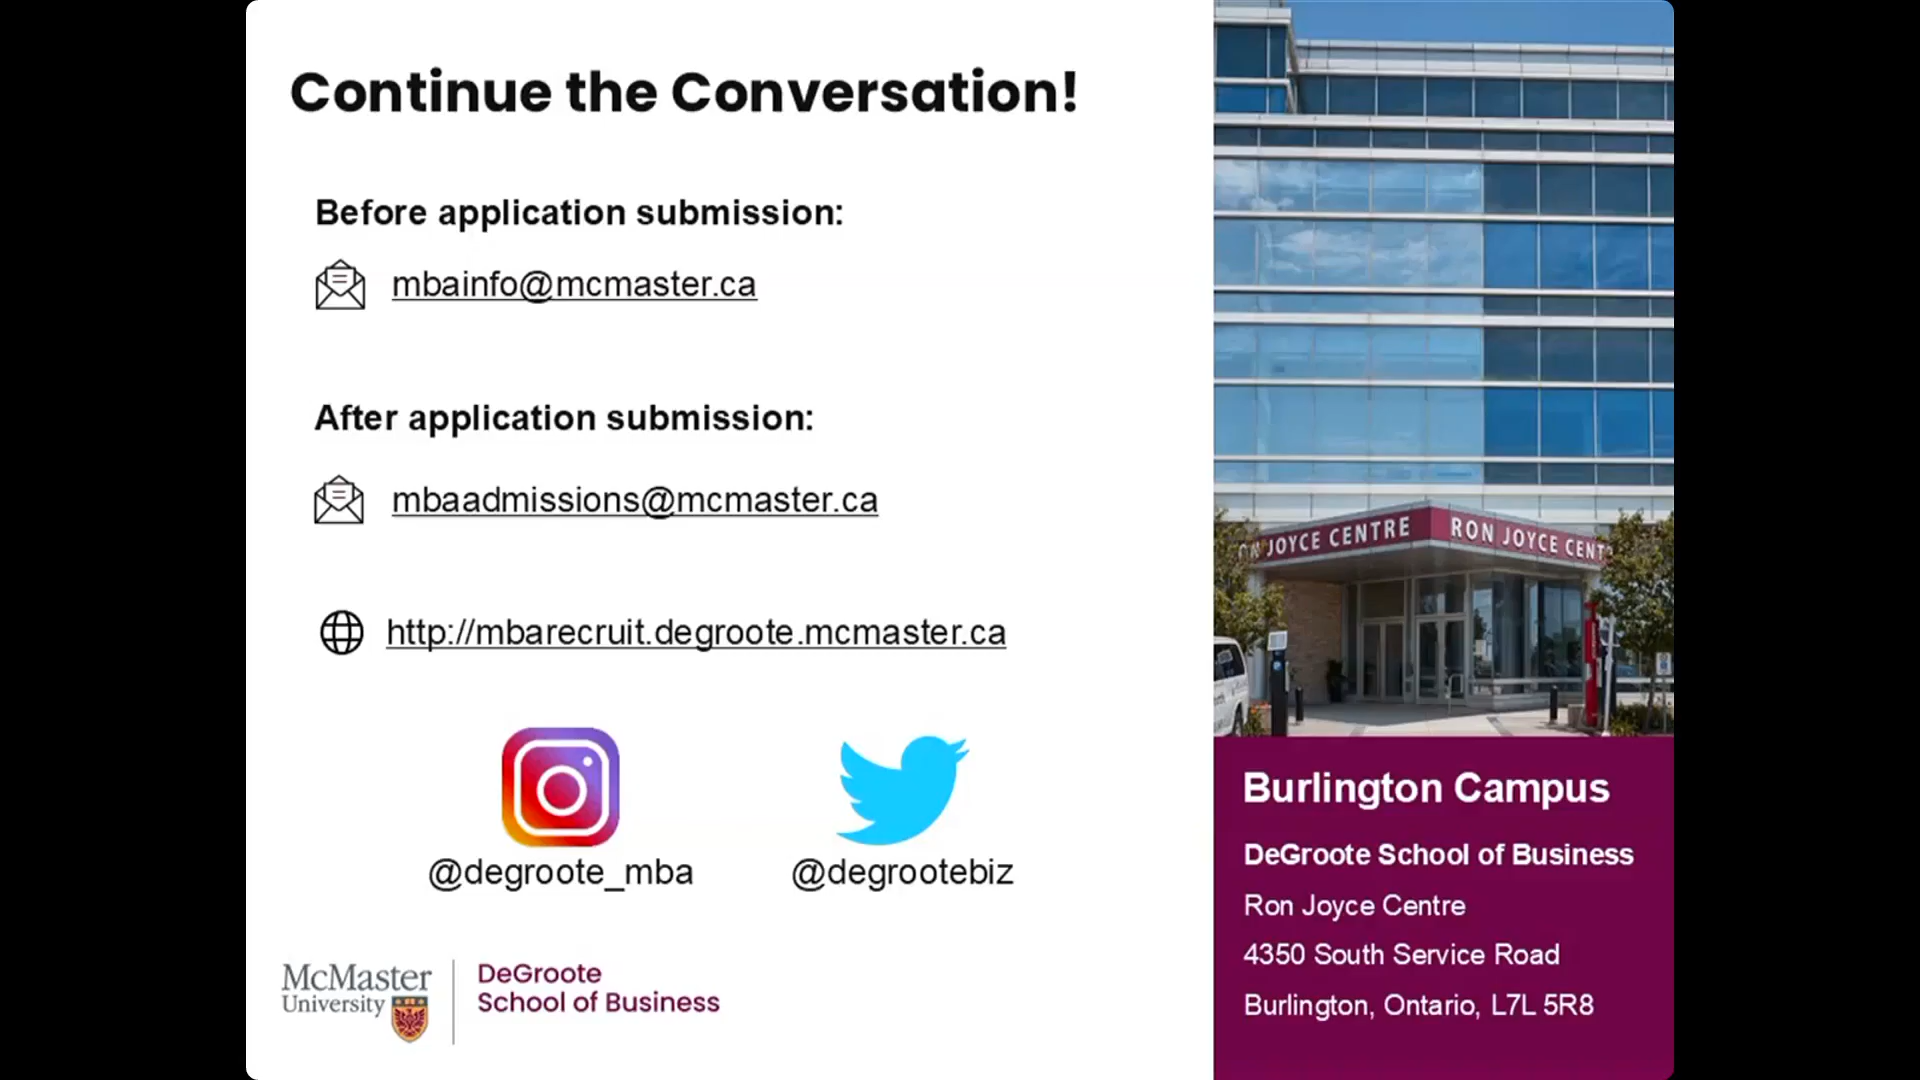 Continue the Conversation!
Before application submission:
mbainfo@mcmaster.ca
After application submission:
mbaadmissions@mcmaster.ca
http://mbarecruit.degroote.mcmaster.ca
@degroote_mba
@degrootebiz
McMaster
University
DeGroote
School of Business
JOYCE CENTRE
RON JOYCE CENT
Burlington Campus
DeGroote School of Business
Ron Joyce Centre
4350 South Service Road
Burlington, Ontario, L7L 5R8